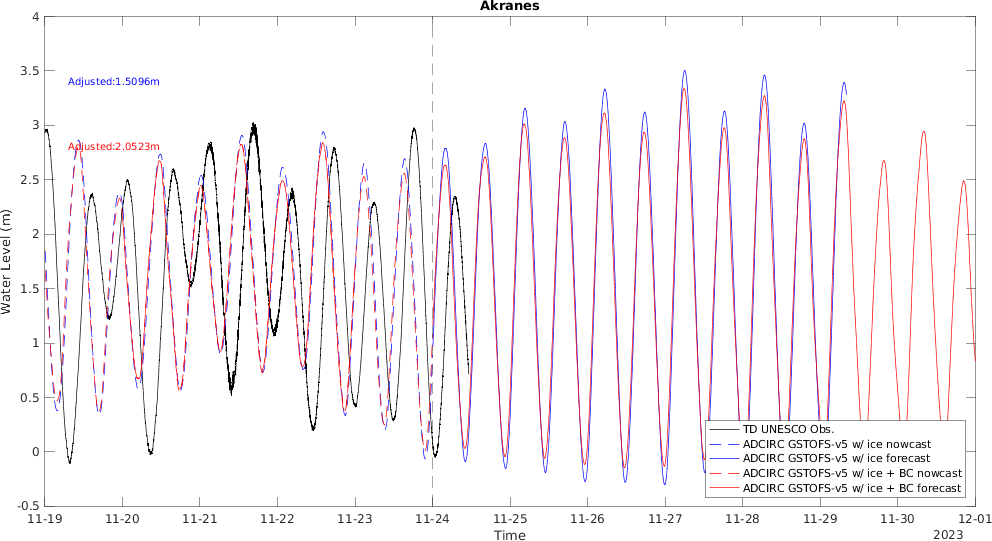 Akranes
4
3.5
3
2.5
2
1.5
1
0.5
0
-0.5
Water Level (m)
Adjusted:1.5096m
Adjusted:2.0523m
TD UNESCO Obs.
ADCIRC GSTOFS-v5 w/ ice nowcast
ADCIRC GSTOFS-v5 w/ ice forecast
ADCIRC GSTOFS-v5 w/ ice + BC nowcast
ADCIRC GSTOFS-v5 w/ ice + BC forecast
11-19 11-20 11-21 11-22 11-23 11-24 11-25 11-26 11-27 11-28 11-29 11-30 12-01
Time
2023